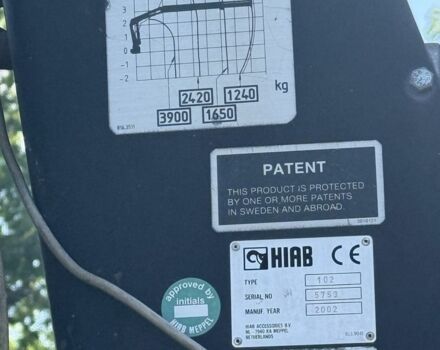 3
2
1
0
-1
-2
2420 1240
kg
3900 1650
PATENT
THIS PRODUCT IS PROTECTED
BY ONE OR MORE PATENTS
IN SWEDEN AND ABROAD.
HIAB CE
TYPE 102
SERIAL NO 5753
MANUF. YEAR 2002
HIAB ACCESSORIES B.V.
NL - 7940 KA MEPPEL
NETHERLANDS
approved by
initials
HIAB MEPPEL